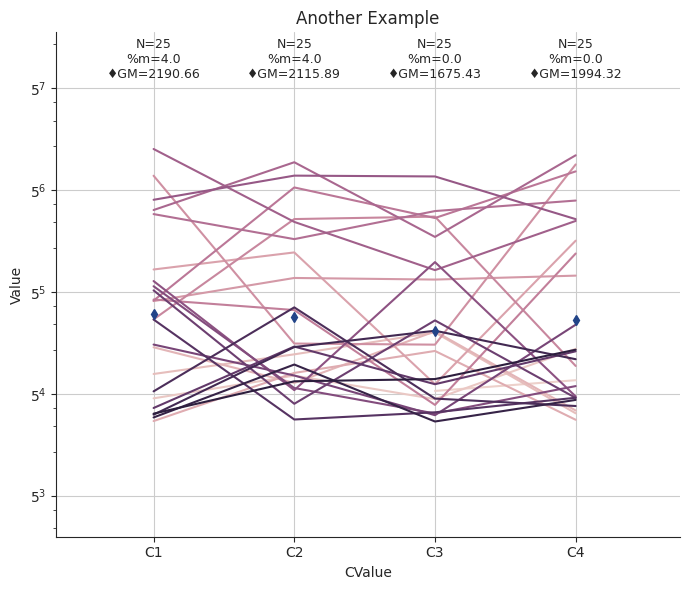 Another Example
N=25 N=25 N=25 N=25
%m=4.0 %m=4.0 %m=0.0 %m=0.0
♦GM=2190.66 ♦GM=2115.89 ♦GM=1675.43 ♦GM=1994.32
5⁷
5⁶
5⁵
5⁴
5³
Value
C1 C2 C3 C4
CValue